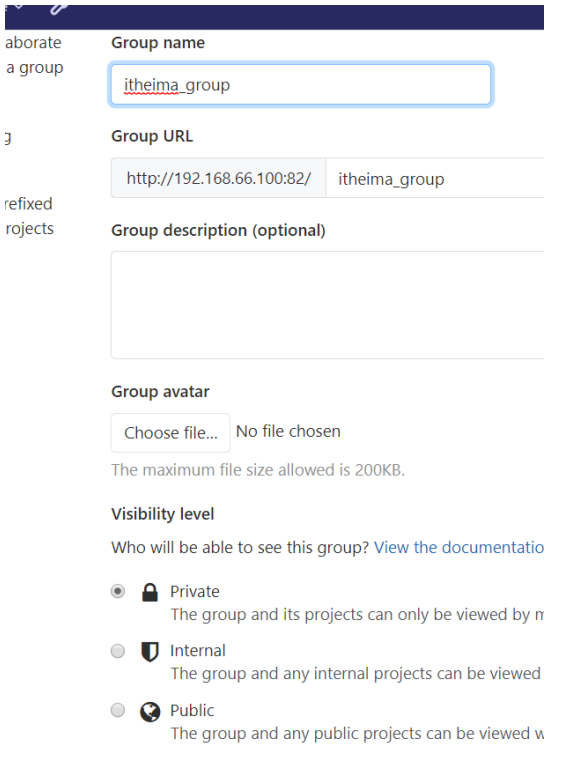 aborate
a group
g
refixed
rojects
Group name
itheima_group
Group URL
http://192.168.66.100:82/ itheima_group
Group description (optional)
Group avatar
Choose file... No file chosen
The maximum file size allowed is 200KB.
Visibility level
Who will be able to see this group? View the documentatio
Private
The group and its projects can only be viewed by m
Internal
The group and any internal projects can be viewed
Public
The group and any public projects can be viewed w